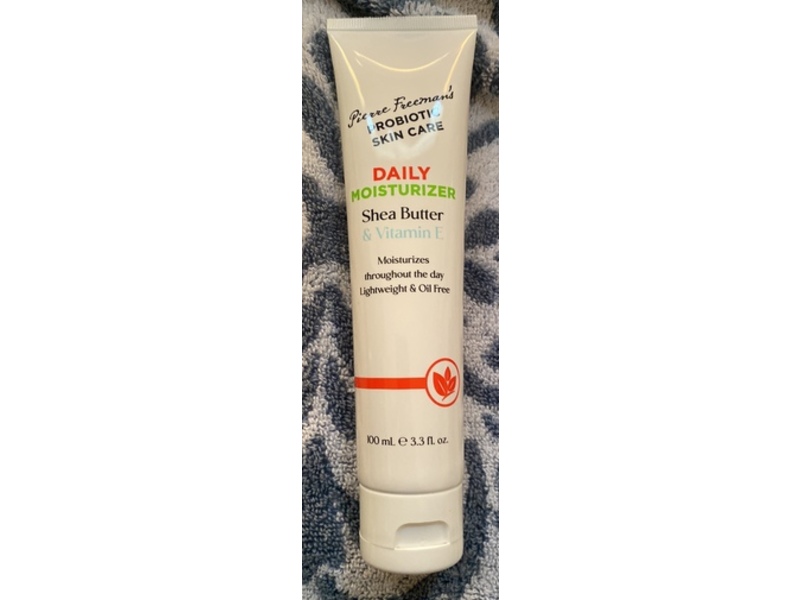 Pierre Freeman's
PROBIOTIC
SKIN CARE
DAILY
MOISTURIZER
Shea Butter
& Vitamin E
Moisturizes
throughout the day
Lightweight & Oil Free
100 ml. ℮ 3.3 fl. oz.